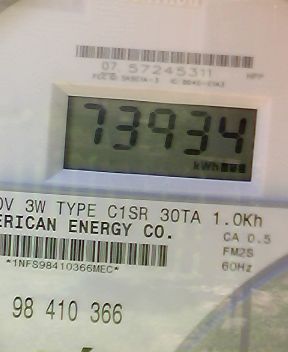 07 57245311
73934
kWh
0V 3W TYPE C1SR 30TA 1.0Kh
ERICAN ENERGY CO.
CA 0.5
FM2S
*1NFS98410366MEC*
60Hz
98 410 366